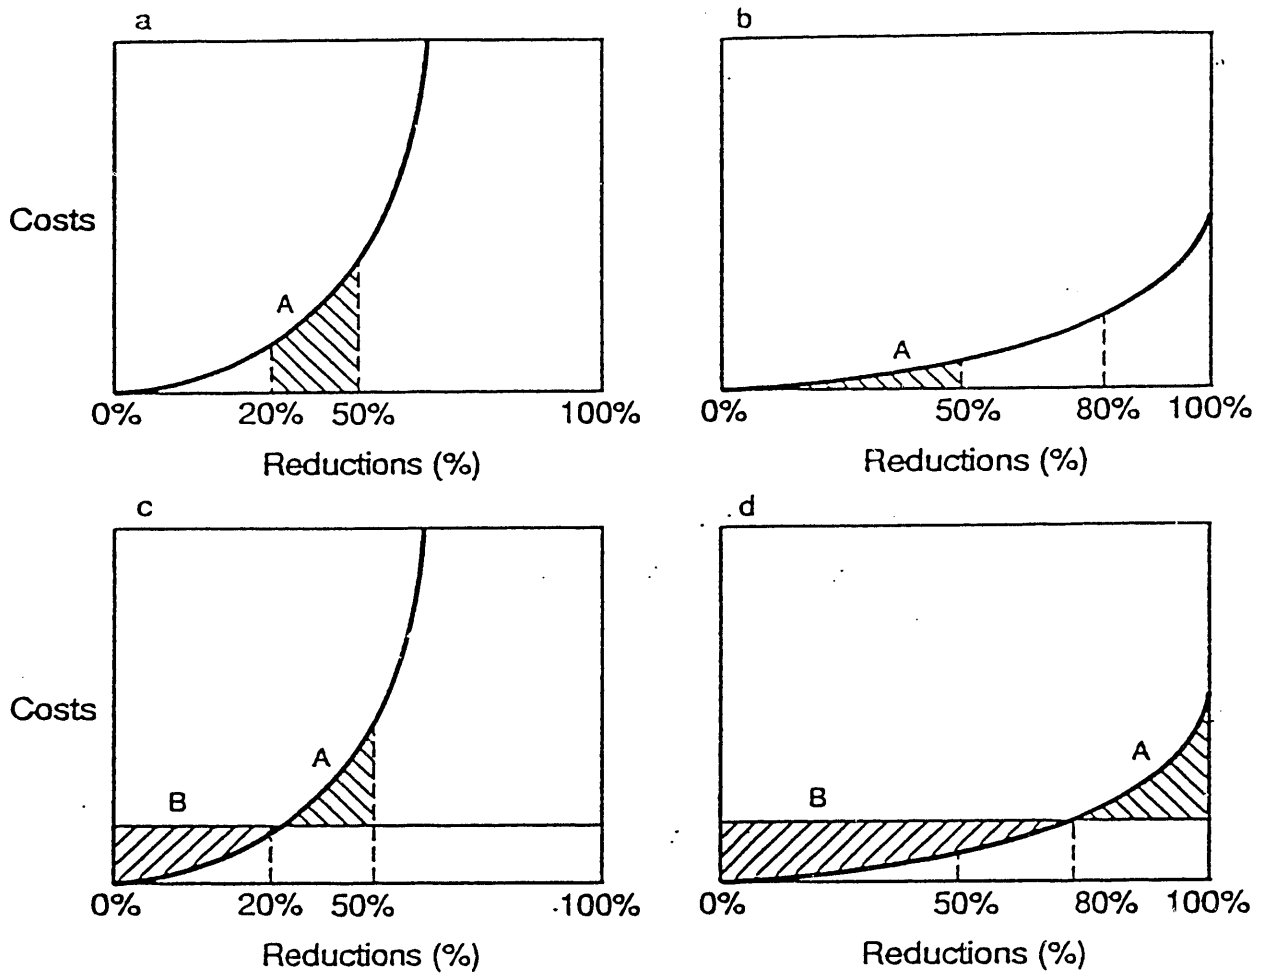 a
b
Costs
A
A
0% 20% 50% 100%
0% 50% 80% 100%
Reductions (%)
Reductions (%)
c
d
Costs
A
B
A
B
0% 20% 50% 100%
0% 50% 80% 100%
Reductions (%)
Reductions (%)